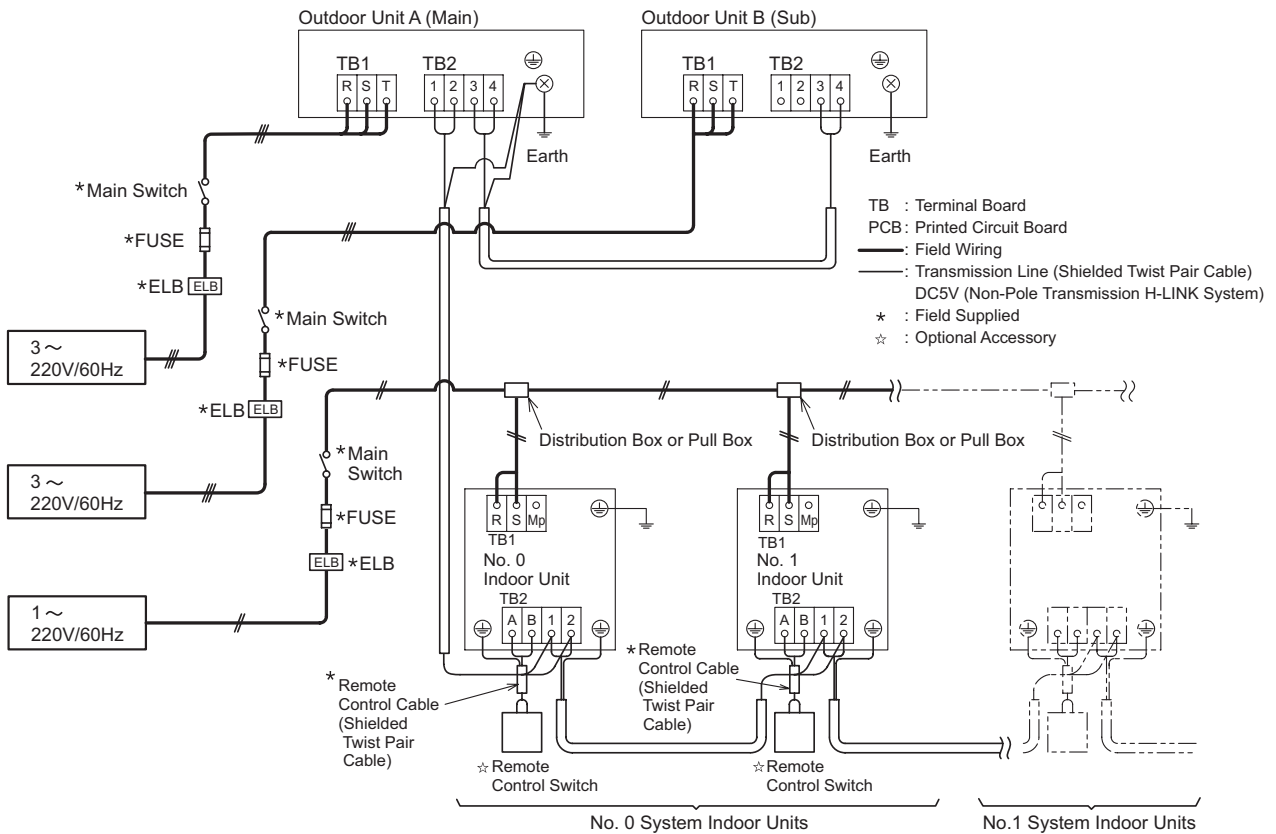 Outdoor Unit A (Main)
Outdoor Unit B (Sub)
TB1
TB2
R S T
1 2 3 4
Earth
TB1
TB2
R S T
1 2 3 4
Earth
*Main Switch
*FUSE
*ELB
ELB
3~
220V/60Hz
*Main Switch
*FUSE
*ELB
ELB
3~
220V/60Hz
*Main
Switch
*FUSE
ELB
*ELB
1~
220V/60Hz
TB : Terminal Board
PCB : Printed Circuit Board
: Field Wiring
: Transmission Line (Shielded Twist Pair Cable)
DC5V (Non-Pole Transmission H-LINK System)
* : Field Supplied
☆ : Optional Accessory
Distribution Box or Pull Box
Distribution Box or Pull Box
R S Mp
TB1
No. 0
Indoor Unit
TB2
A B 1 2
R S Mp
TB1
No. 1
Indoor Unit
TB2
A B 1 2
*Remote
Control Cable
(Shielded
Twist Pair
Cable)
*Remote
Control Cable
(Shielded
Twist Pair
Cable)
☆Remote
Control Switch
☆Remote
Control Switch
No. 0 System Indoor Units
No.1 System Indoor Units